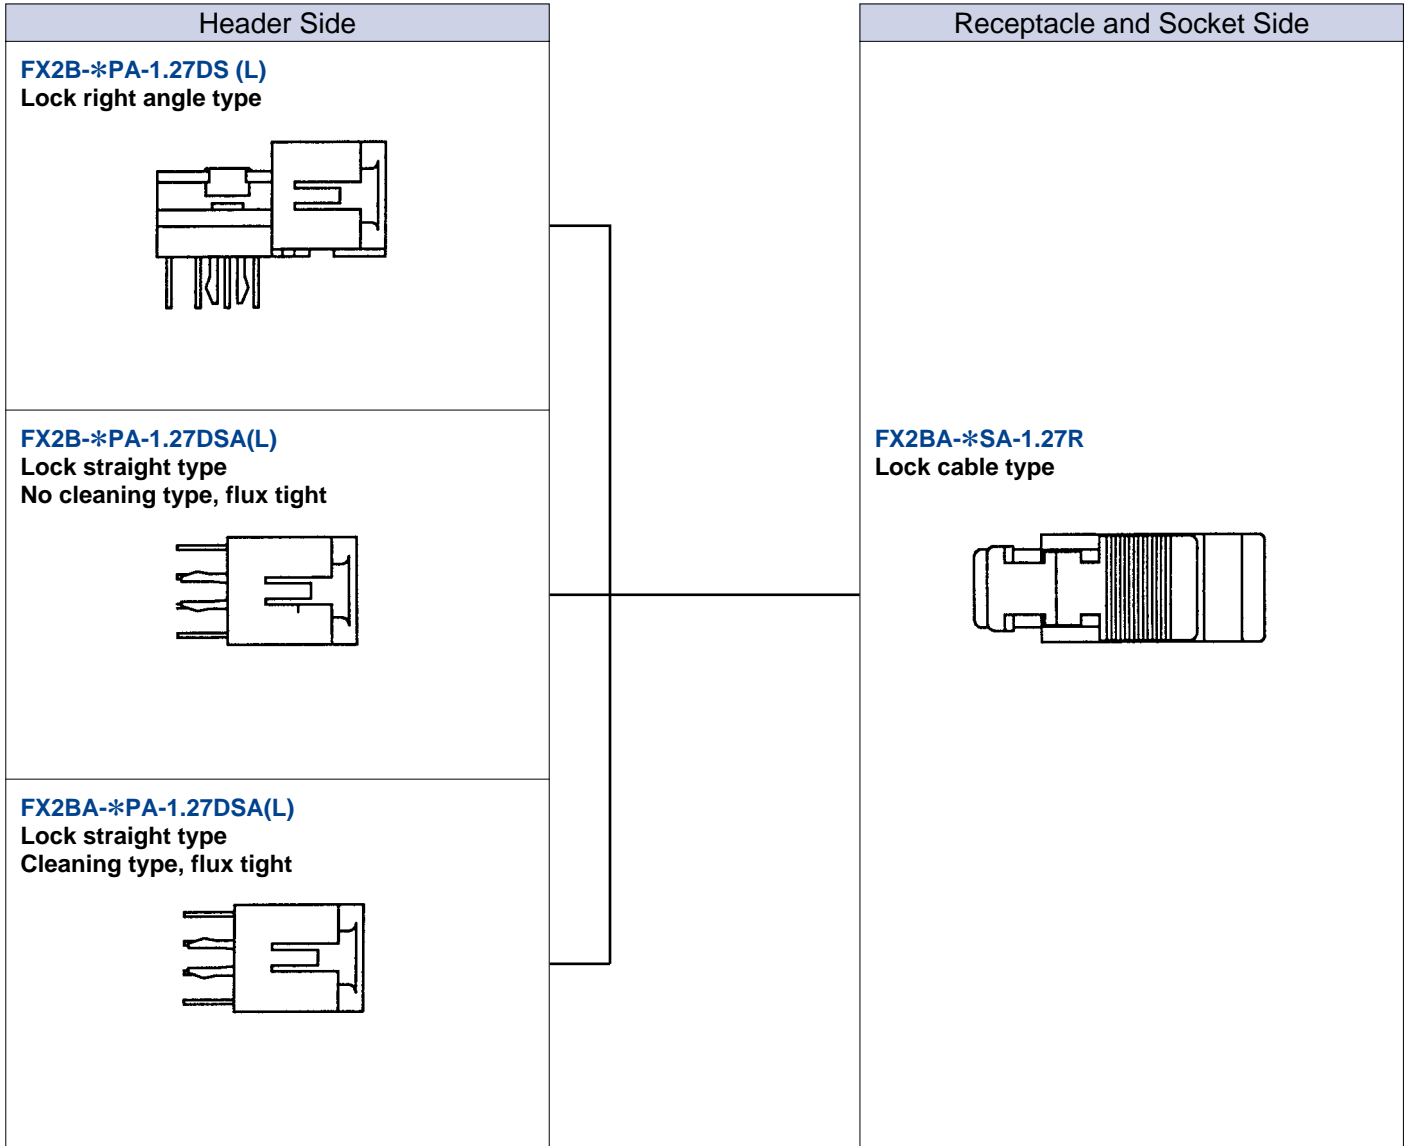 Header Side
FX2B-*PA-1.27DS (L)
Lock right angle type
FX2B-*PA-1.27DSA(L)
Lock straight type
No cleaning type, flux tight
FX2BA-*PA-1.27DSA(L)
Lock straight type
Cleaning type, flux tight
Receptacle and Socket Side
FX2BA-*SA-1.27R
Lock cable type